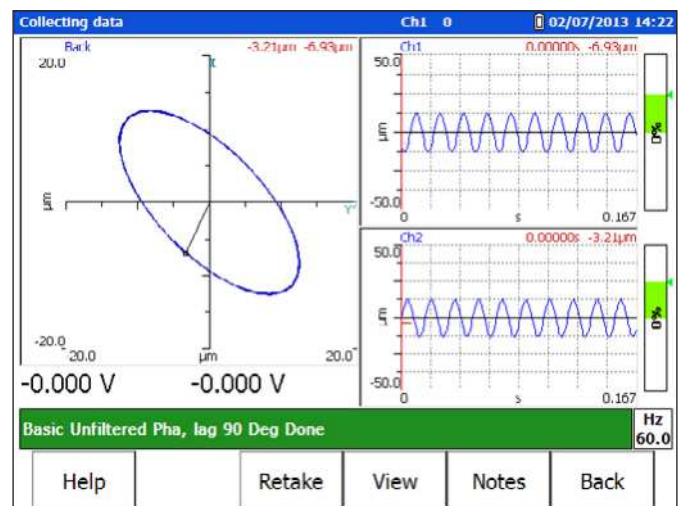 Collecting data Ch1 0 02/07/2013 14:22
Back -3.21µm -6.93µm
20.0
X
µm
Y
-20.0
20.0 µm 20.0
-0.000 V -0.000 V
Ch1 0.00000s -6.93µm
50.0
µm
-50.0
0 s 0.167
0%
Ch2 0.00000s -3.21µm
50.0
µm
-50.0
0 s 0.167
0%
Basic Unfiltered Pha, lag 90 Deg Done
Hz
60.0
Help Retake View Notes Back